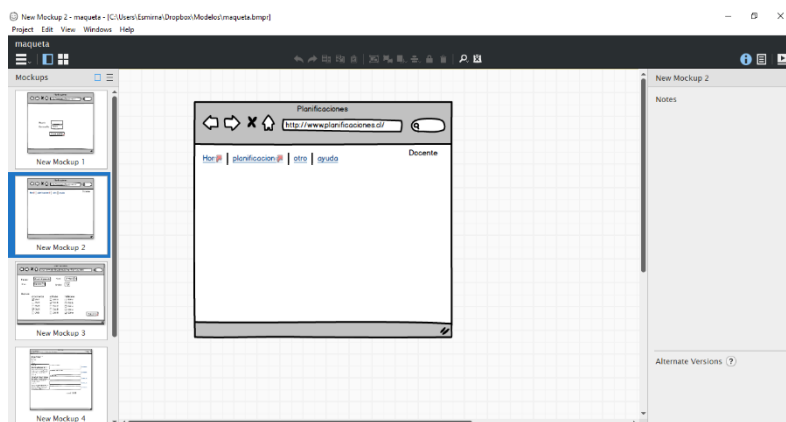 New Mockup 2 - maqueta - [C:\Users\Esmirna\Dropbox\Modelos\maqueta.bmpr]
Project Edit View Windows Help
maqueta
Mockups
New Mockup 1
New Mockup 2
New Mockup 3
New Mockup 4
Planificaciones
http://www.planificaciones.cl/
Docente
planificacion
otro
ayuda
New Mockup 2
Notes
Alternate Versions ?